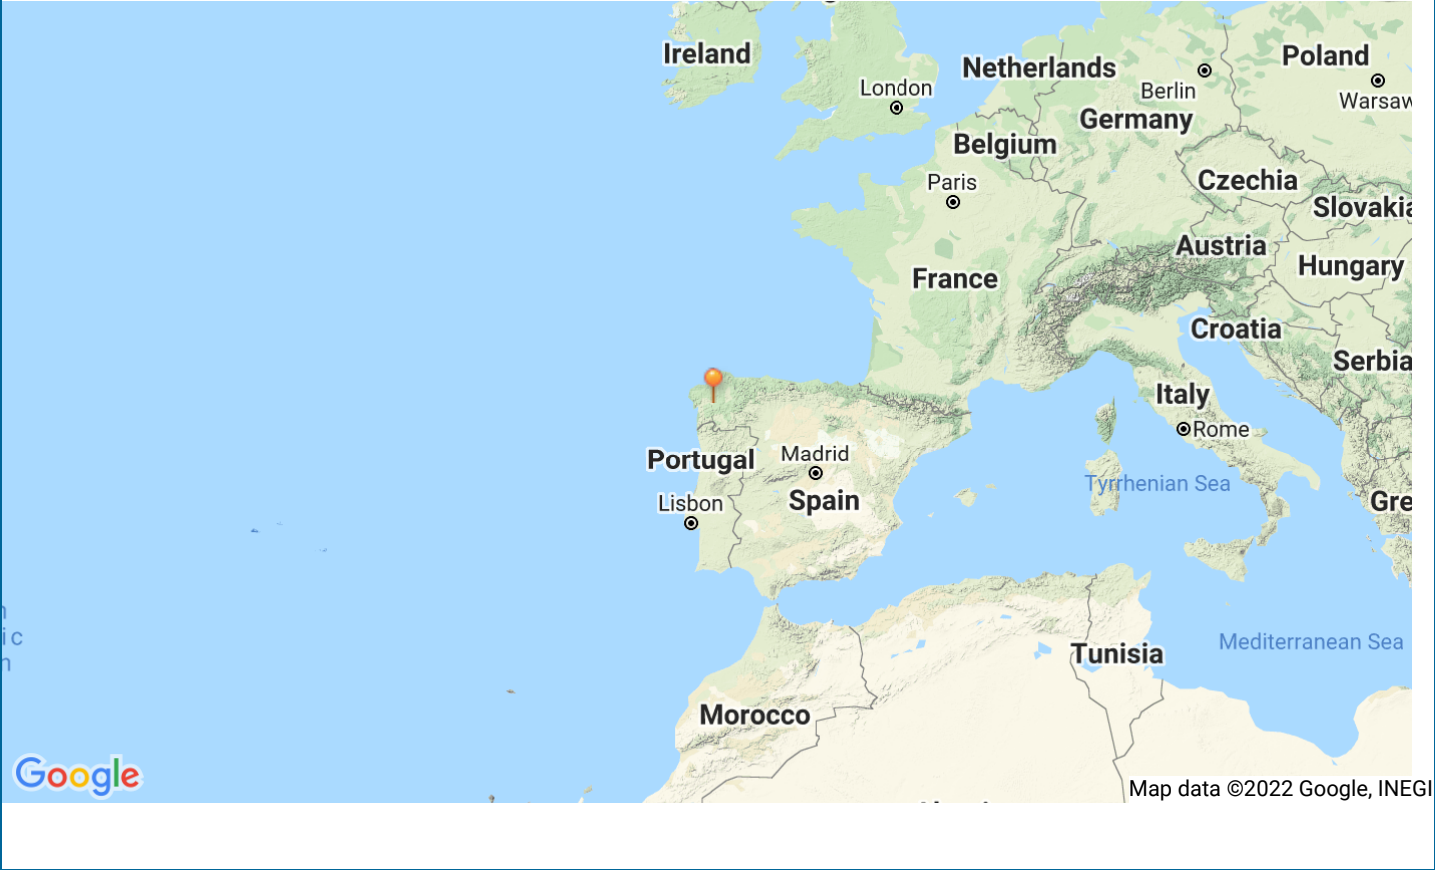 Ireland
Netherlands
Poland
London
Berlin
Warsaw
Germany
Belgium
Paris
Czechia
Slovakia
Austria
France
Hungary
Croatia
Serbia
Italy
Rome
Portugal
Madrid
Tyrrhenian Sea
Spain
Gre
Lisbon
ic
n
Mediterranean Sea
Tunisia
Morocco
Google
Map data ©2022 Google, INEGI